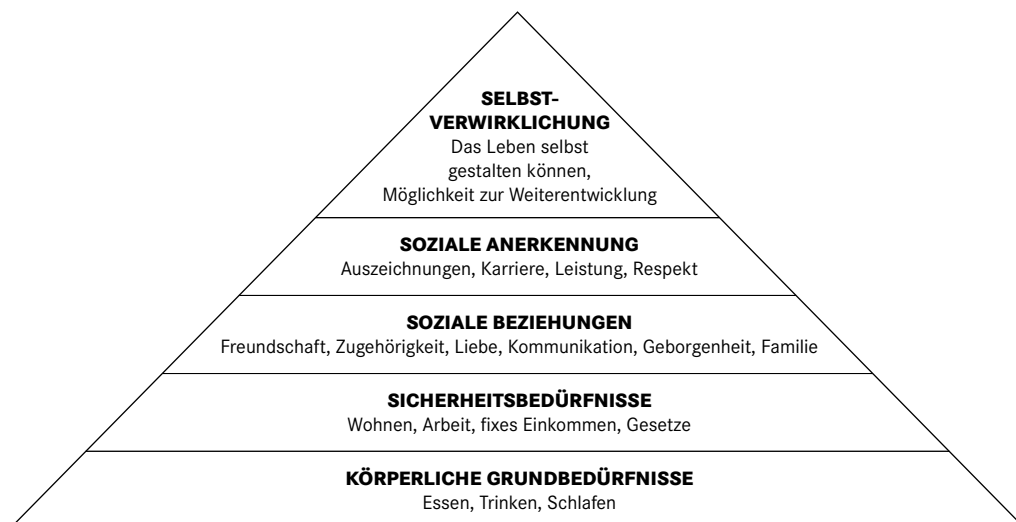 SELBST-
VERWIRKLICHUNG
Das Leben selbst
gestalten können,
Möglichkeit zur Weiterentwicklung
SOZIALE ANERKENNUNG
Auszeichnungen, Karriere, Leistung, Respekt
SOZIALE BEZIEHUNGEN
Freundschaft, Zugehörigkeit, Liebe, Kommunikation, Geborgenheit, Familie
SICHERHEITSBEDÜRFNISSE
Wohnen, Arbeit, fixes Einkommen, Gesetze
KÖRPERLICHE GRUNDBEDÜRFNISSE
Essen, Trinken, Schlafen